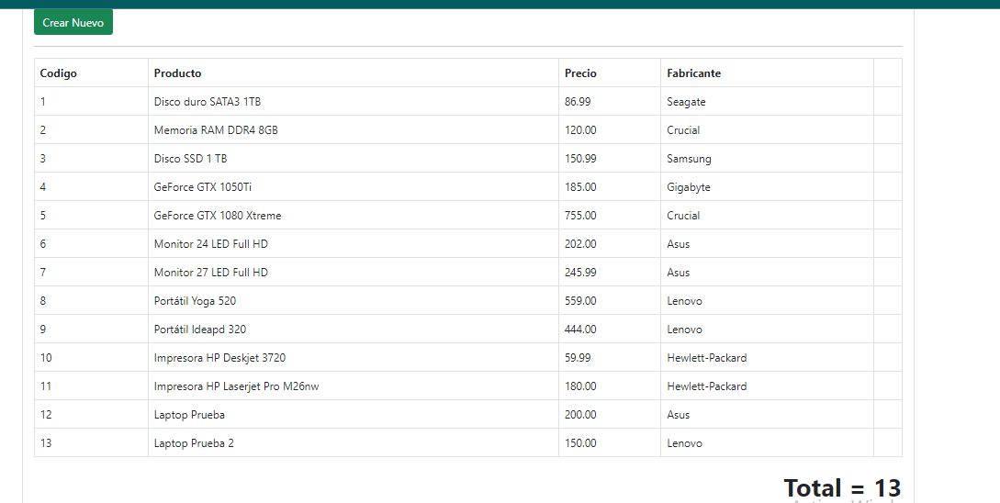 Crear Nuevo
Codigo Producto Precio Fabricante
1 Disco duro SATA3 1TB 86.99 Seagate
2 Memoria RAM DDR4 8GB 120.00 Crucial
3 Disco SSD 1 TB 150.99 Samsung
4 GeForce GTX 1050Ti 185.00 Gigabyte
5 GeForce GTX 1080 Xtreme 755.00 Crucial
6 Monitor 24 LED Full HD 202.00 Asus
7 Monitor 27 LED Full HD 245.99 Asus
8 Portátil Yoga 520 559.00 Lenovo
9 Portátil Ideapd 320 444.00 Lenovo
10 Impresora HP Deskjet 3720 59.99 Hewlett-Packard
11 Impresora HP Laserjet Pro M26nw 180.00 Hewlett-Packard
12 Laptop Prueba 200.00 Asus
13 Laptop Prueba 2 150.00 Lenovo
Total = 13